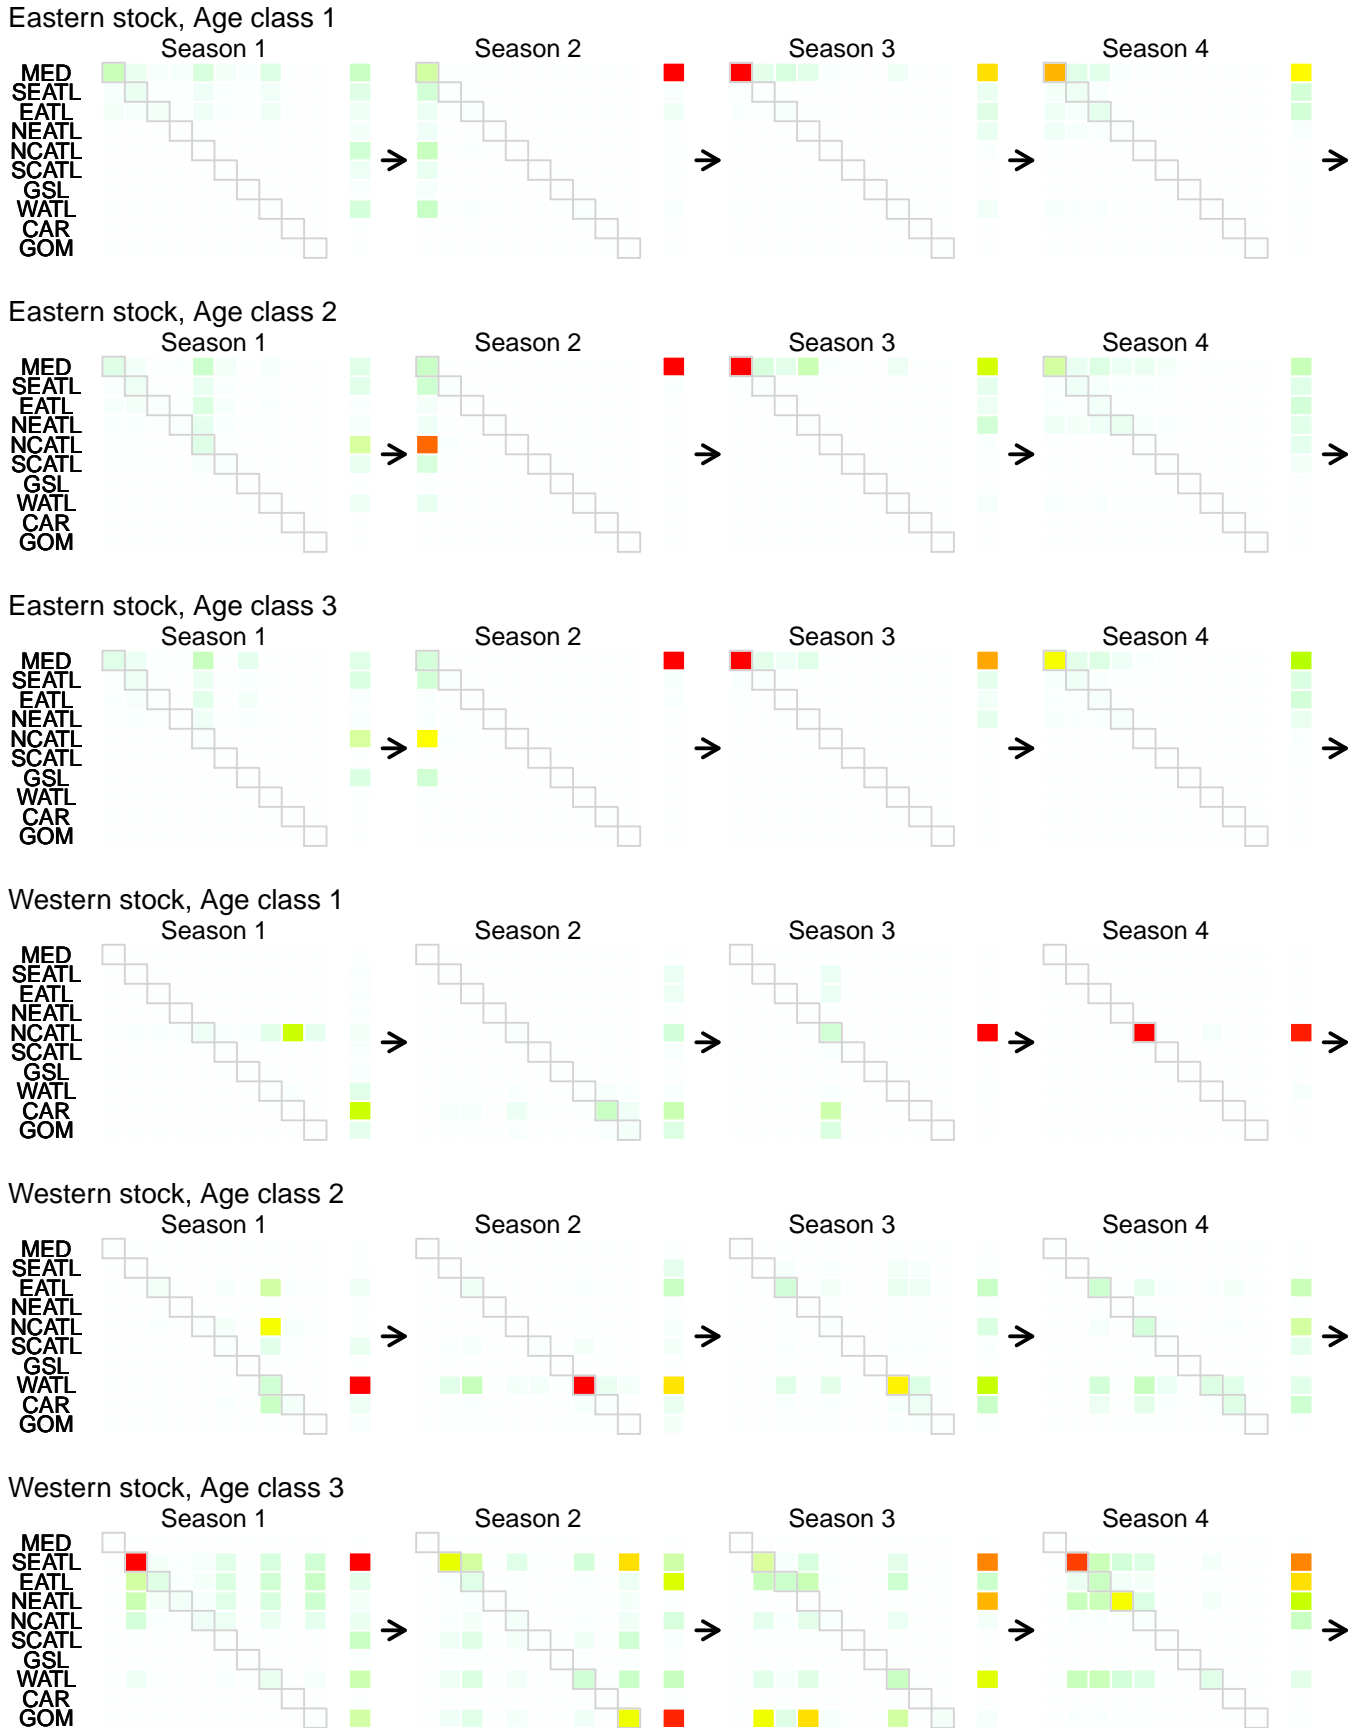 Eastern stock, Age class 1
Season 1 Season 2 Season 3 Season 4
MED
SEATL
EATL
NEATL
NCATL
SCATL
GSL
WATL
CAR
GOM
Eastern stock, Age class 2
Season 1 Season 2 Season 3 Season 4
MED
SEATL
EATL
NEATL
NCATL
SCATL
GSL
WATL
CAR
GOM
Eastern stock, Age class 3
Season 1 Season 2 Season 3 Season 4
MED
SEATL
EATL
NEATL
NCATL
SCATL
GSL
WATL
CAR
GOM
Western stock, Age class 1
Season 1 Season 2 Season 3 Season 4
MED
SEATL
EATL
NEATL
NCATL
SCATL
GSL
WATL
CAR
GOM
Western stock, Age class 2
Season 1 Season 2 Season 3 Season 4
MED
SEATL
EATL
NEATL
NCATL
SCATL
GSL
WATL
CAR
GOM
Western stock, Age class 3
Season 1 Season 2 Season 3 Season 4
MED
SEATL
EATL
NEATL
NCATL
SCATL
GSL
WATL
CAR
GOM